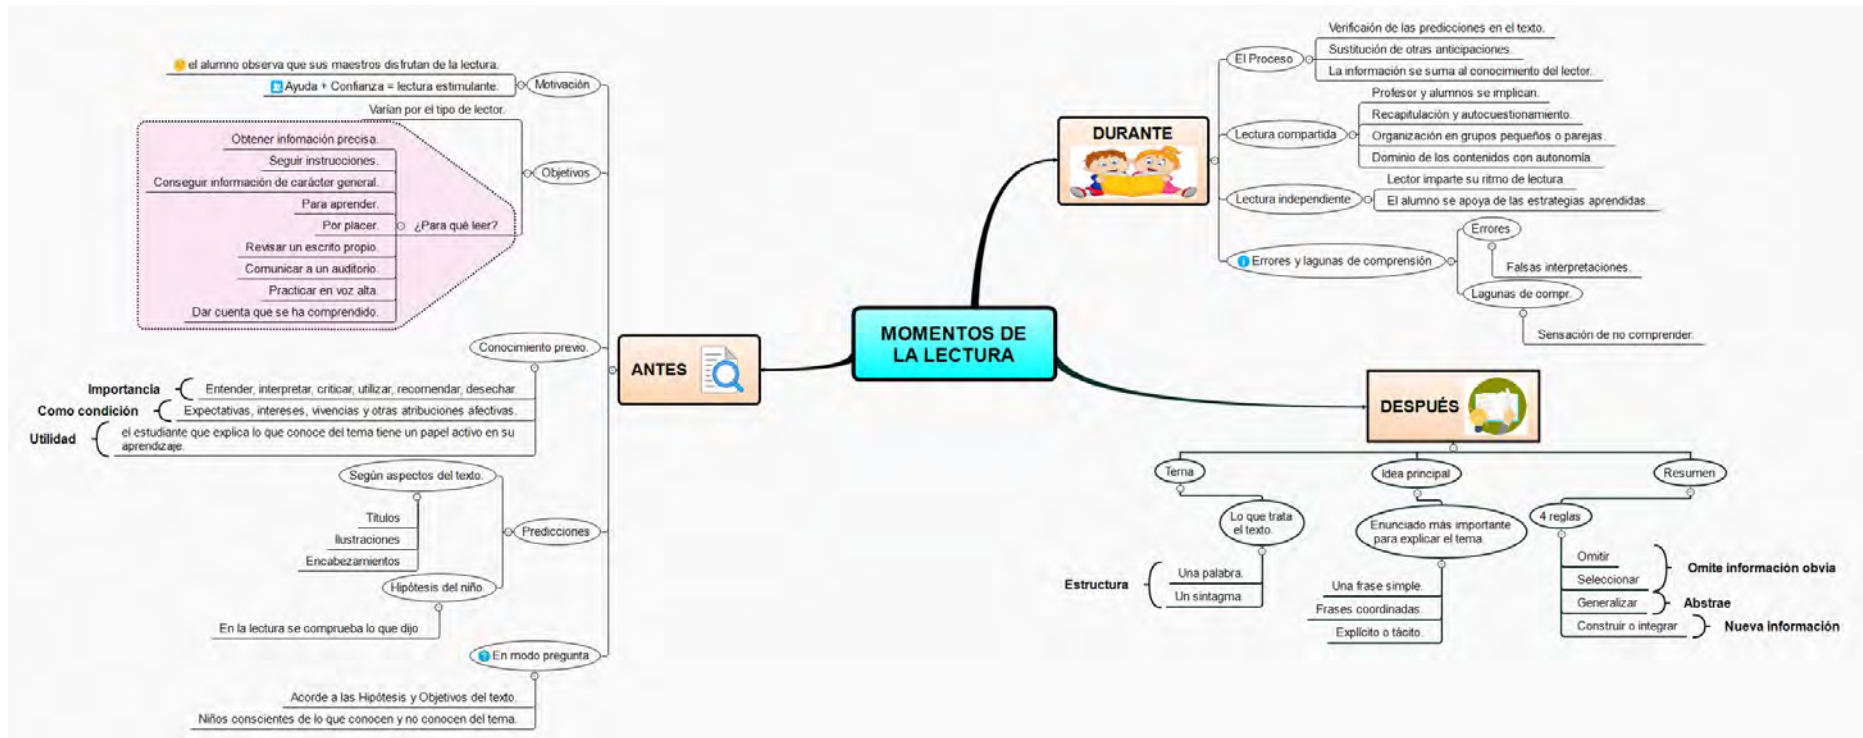 MOMENTOS DE
LA LECTURA
ANTES
Motivación
el alumno observa que sus maestros disfrutan de la lectura.
Ayuda + Confianza = lectura estimulante.
Objetivos
Varían por el tipo de lector.
¿Para qué leer?
Obtener infomación precisa.
Seguir instrucciones.
Conseguir información de carácter general.
Para aprender.
Por placer.
Revisar un escrito propio.
Comunicar a un auditorio.
Practicar en voz alta.
Dar cuenta que se ha comprendido.
Conocimiento previo.
Importancia
Entender, interpretar, criticar, utilizar, recomendar, desechar.
Como condición
Expectativas, intereses, vivencias y otras atribuciones afectivas.
Utilidad
el estudiante que explica lo que conoce del tema tiene un papel activo en su
aprendizaje.
Predicciones
Según aspectos del texto.
Títulos
Ilustraciones
Encabezamientos
Hipótesis del niño
En la lectura se comprueba lo que dijo
En modo pregunta
Acorde a las Hipótesis y Objetivos del texto.
Niños conscientes de lo que conocen y no conocen del tema.
DURANTE
El Proceso
Verificaión de las predicciones en el texto.
Sustitución de otras anticipaciones.
La información se suma al conocimiento del lector.
Lectura compartida
Profesor y alumnos se implican.
Recapitulación y autocuestionamiento.
Organización en grupos pequeños o parejas.
Dominio de los contenidos con autonomía
Lectura independiente
Lector imparte su ritmo de lectura
El alumno se apoya de las estrategias aprendidas
Errores y lagunas de comprensión
Errores
Falsas interpretaciones.
Lagunas de compr.
Sensación de no comprender.
DESPUÉS
Tema
Lo que trata
el texto.
Estructura
Una palabra.
Un sintagma
Idea principal
Enunciado más importante
para explicar el tema
Una frase simple.
Frases coordinadas.
Explícito o tácito.
Resumen
4 reglas
Omitir
Seleccionar
Omite información obvia
Generalizar
Abstrae
Construir o integrar
Nueva información